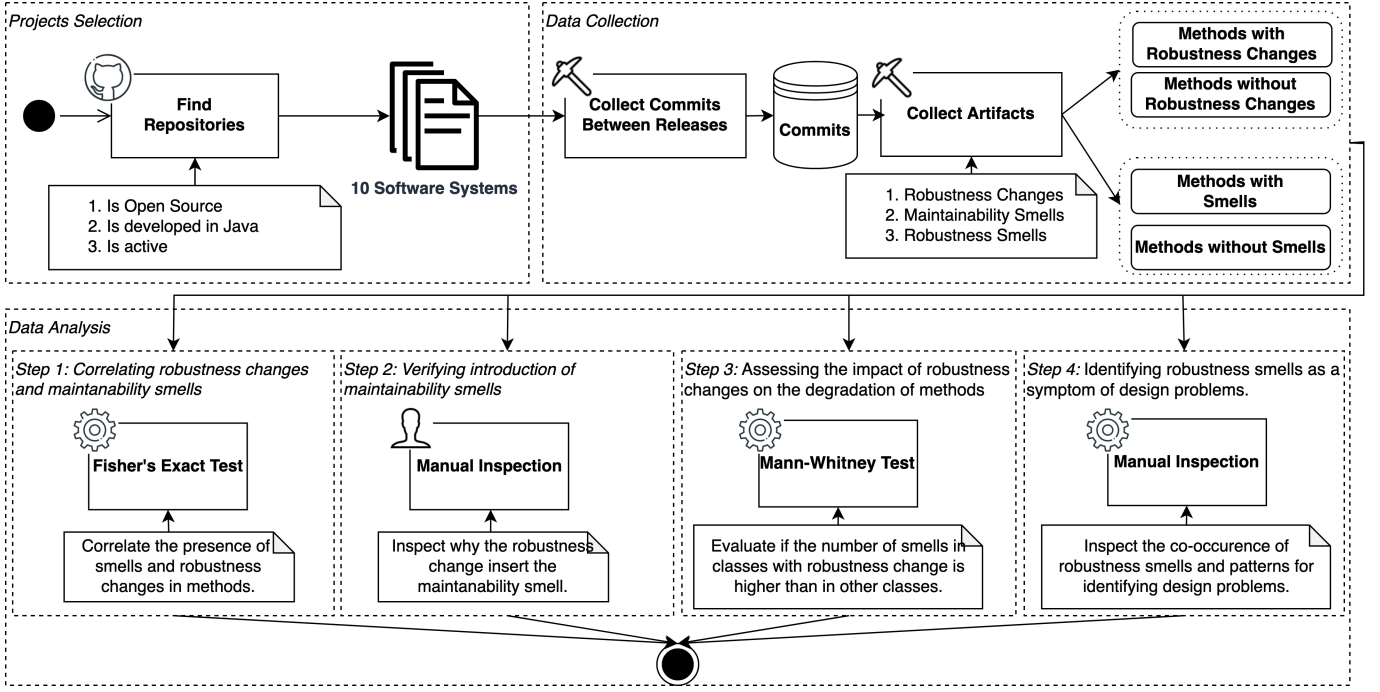 Projects Selection
Find
Repositories
1. Is Open Source
2. Is developed in Java
3. Is active
10 Software Systems
Data Collection
Collect Commits
Between Releases
Commits
Collect Artifacts
1. Robustness Changes
2. Maintainability Smells
3. Robustness Smells
Methods with
Robustness Changes
Methods without
Robustness Changes
Methods with
Smells
Methods without Smells
Data Analysis
Step 1: Correlating robustness changes
and maintanability smells
Fisher's Exact Test
Correlate the presence of
smells and robustness
changes in methods.
Step 2: Verifying introduction of
maintainability smells
Manual Inspection
Inspect why the robustness
change insert the
maintanability smell.
Step 3: Assessing the impact of robustness
changes on the degradation of methods
Mann-Whitney Test
Evaluate if the number of smells in
classes with robustness change is
higher than in other classes.
Step 4: Identifying robustness smells as a
symptom of design problems.
Manual Inspection
Inspect the co-occurence of
robustness smells and patterns for
identifying design problems.